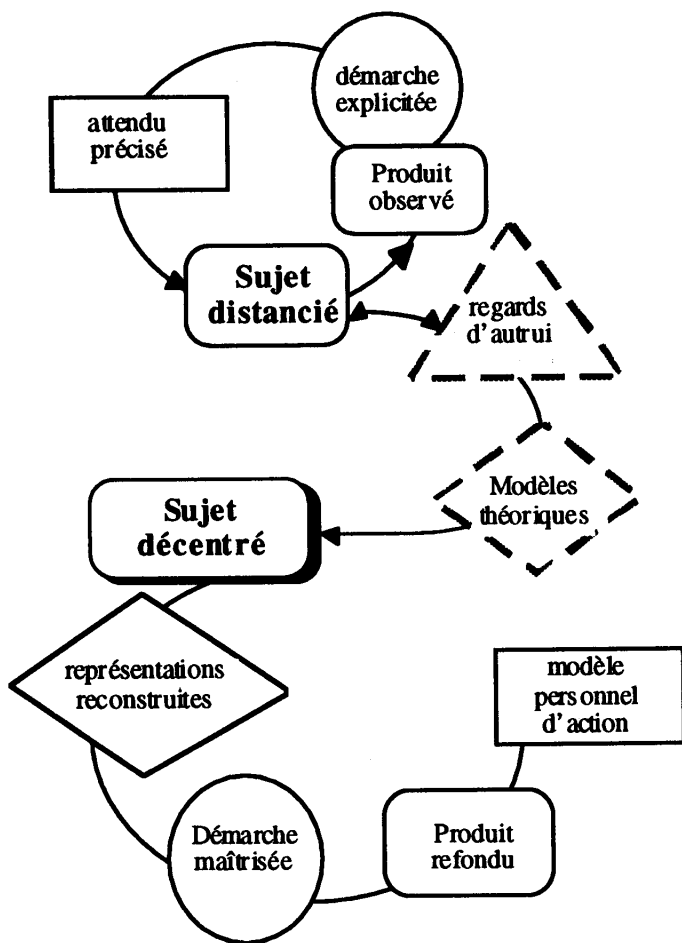 démarche
explicitée
attendu
précisé
Produit
observé
Sujet
distancié
regards
d'autrui
Modèles
théoriques
Sujet
décentré
représentations
reconstruites
modèle
personnel
d'action
Démarche
maîtrisée
Produit
refondu